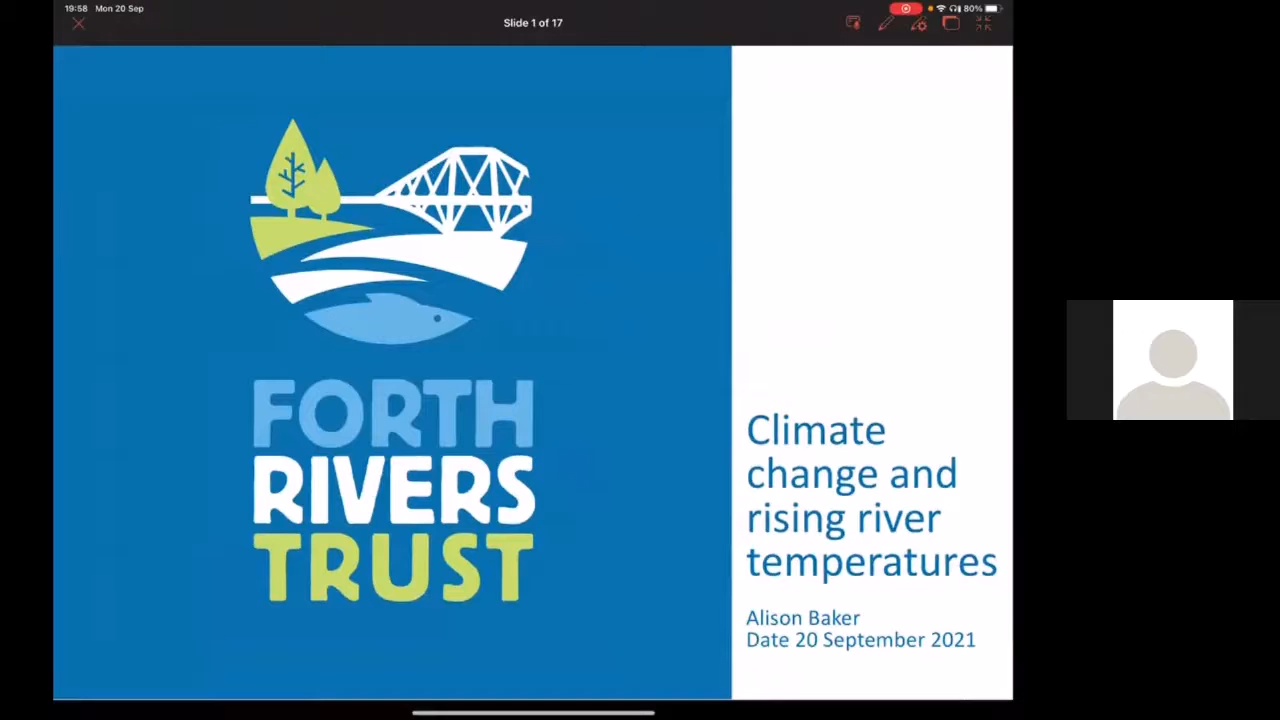 19:58 Mon 20 Sep
80%
Slide 1 of 17
FORTH
RIVERS
TRUST
Climate
change and
rising river
temperatures
Alison Baker
Date 20 September 2021